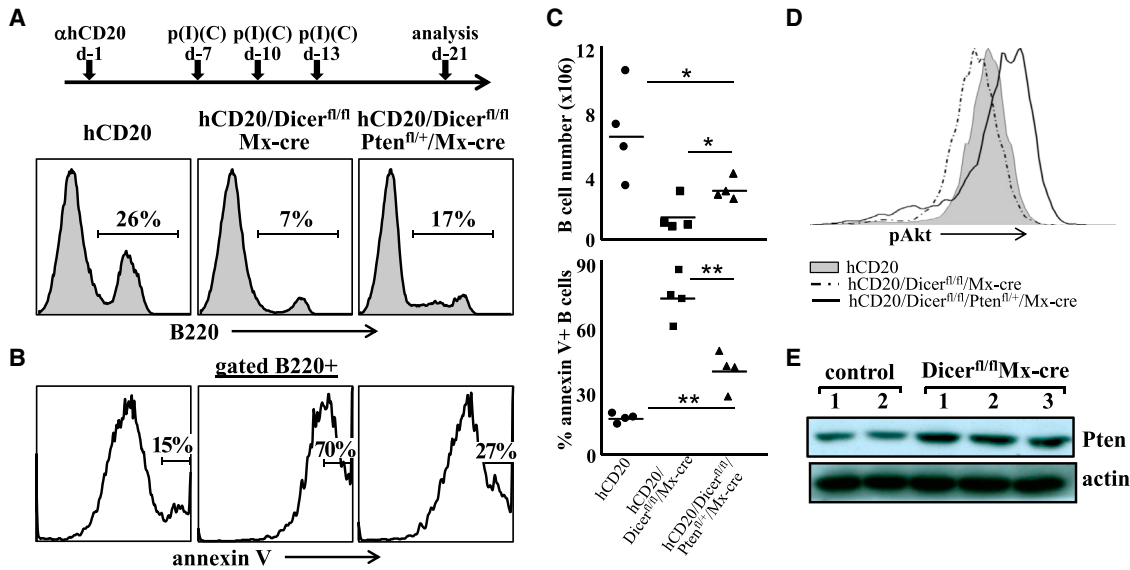 A
αhCD20 p(I)(C) p(I)(C) p(I)(C) analysis
d-1 d-7 d-10 d-13 d-21
hCD20
hCD20/Dicerfl/fl
Mx-cre
hCD20/Dicerfl/fl
Ptenfl/+/Mx-cre
26%
7%
17%
B220
B
gated B220+
15%
70%
27%
annexin V
C
B cell number (x106)
12
8
4
0
*
*
% annexin V+ B cells
90
60
30
0
**
**
hCD20
hCD20/
Dicerfl/fl/Mx-cre
hCD20/Dicerfl/fl/
Ptenfl/+/Mx-cre
D
pAkt
hCD20
hCD20/Dicerfl/fl/Mx-cre
hCD20/Dicerfl/fl/Ptenfl/+/Mx-cre
E
control Dicerfl/flMx-cre
1 2 1 2 3
Pten
actin